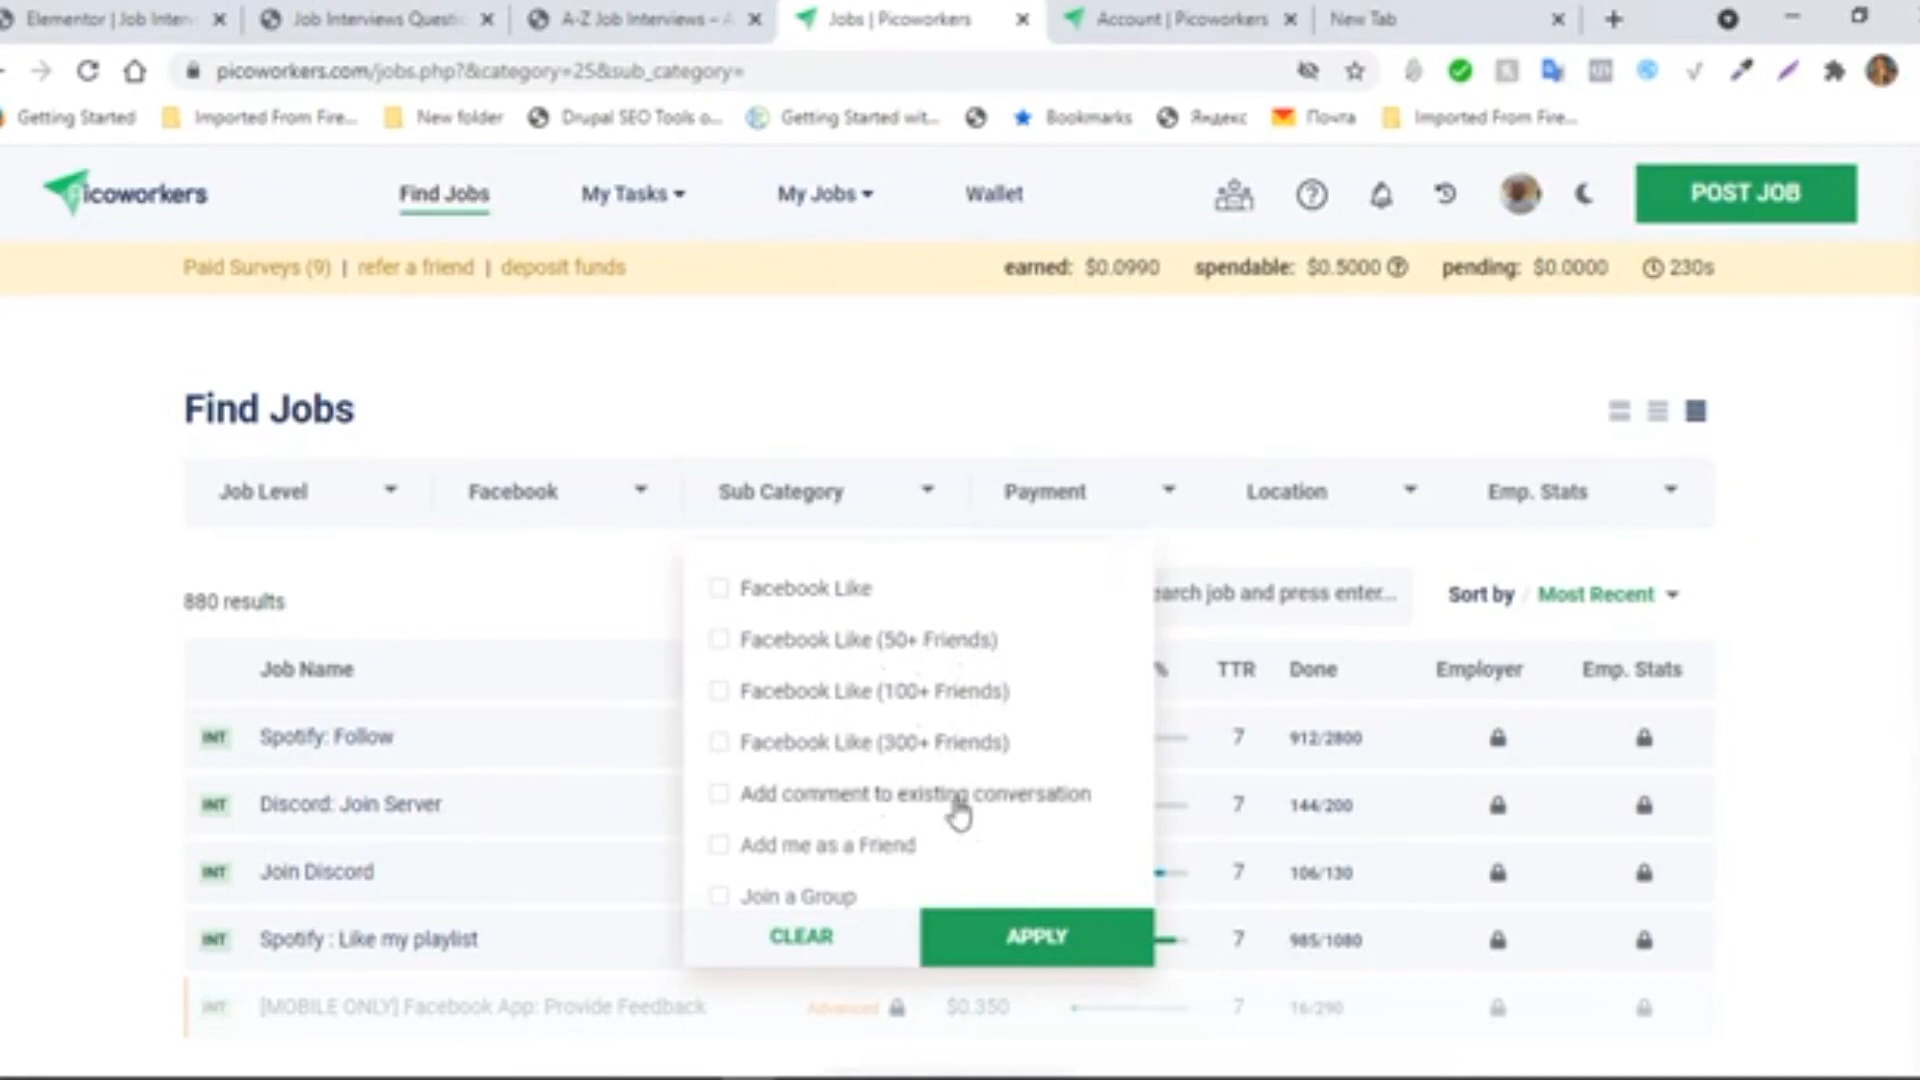 Elementor | Job Interv
Job Interviews Questi
A-Z Job Interviews – A
Jobs | Picoworkers
Account | Picoworkers
New Tab
picoworkers.com/jobs.php?&category=25&sub_category=
Getting Started
Imported From Fire...
New folder
Drupal SEO Tools o...
Getting Started wit...
Bookmarks
Яндекс
Почта
Imported From Fire...
picoworkers
Find Jobs
My Tasks
My Jobs
Wallet
POST JOB
Paid Surveys (9) | refer a friend | deposit funds
earned: $0.0990
spendable: $0.5000
pending: $0.0000
230s
Find Jobs
Job Level
Facebook
Sub Category
Payment
Location
Emp. Stats
Facebook Like
Facebook Like (50+ Friends)
Facebook Like (100+ Friends)
Facebook Like (300+ Friends)
Add comment to existing conversation
Add me as a Friend
Join a Group
CLEAR
APPLY
880 results
arch job and press enter...
Sort by / Most Recent
Job Name % TTR Done Employer Emp. Stats
INT Spotify: Follow 7 912/2800
INT Discord: Join Server 7 144/200
INT Join Discord 7 106/130
INT Spotify : Like my playlist 7 985/1080
INT [MOBILE ONLY] Facebook App: Provide Feedback Advanced $0.350 7 16/290